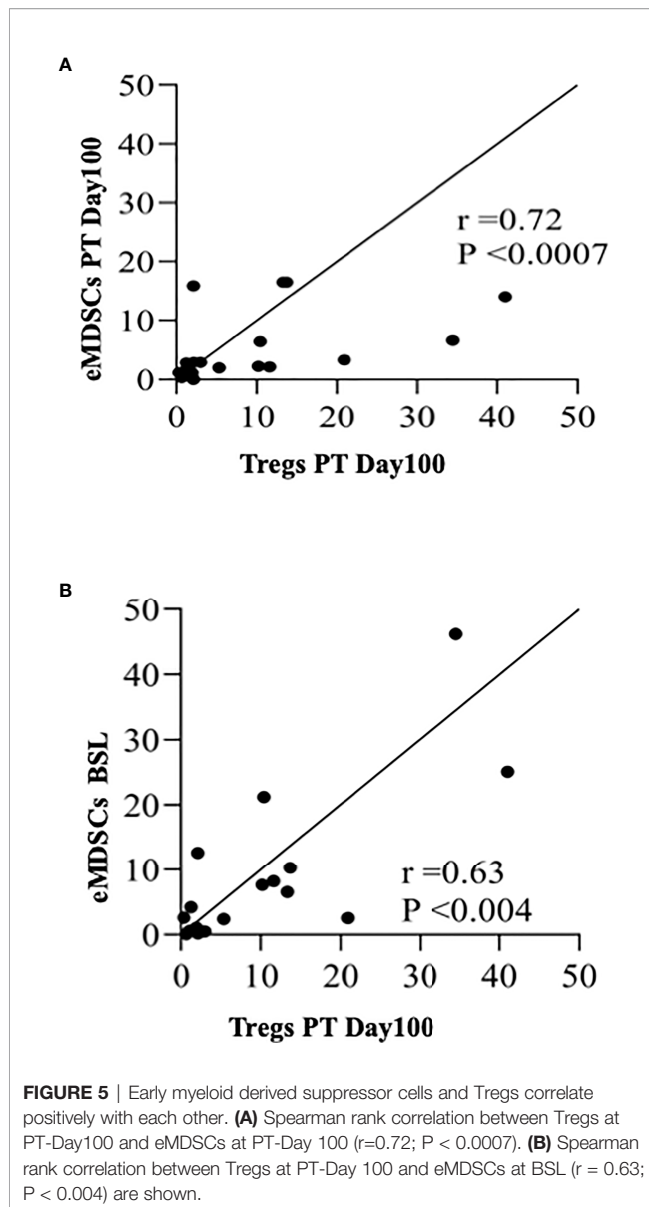 A
50
40
30
20
10
0
eMDSCs PT Day100
r =0.72
P <0.0007
0 10 20 30 40 50
Tregs PT Day100
B
50
40
30
20
10
0
eMDSCs BSL
r =0.63
P <0.004
0 10 20 30 40 50
Tregs PT Day100
FIGURE 5 | Early myeloid derived suppressor cells and Tregs correlate
positively with each other. (A) Spearman rank correlation between Tregs at
PT-Day100 and eMDSCs at PT-Day 100 (r=0.72; P < 0.0007). (B) Spearman
rank correlation between Tregs at PT-Day 100 and eMDSCs at BSL (r = 0.63;
P < 0.004) are shown.